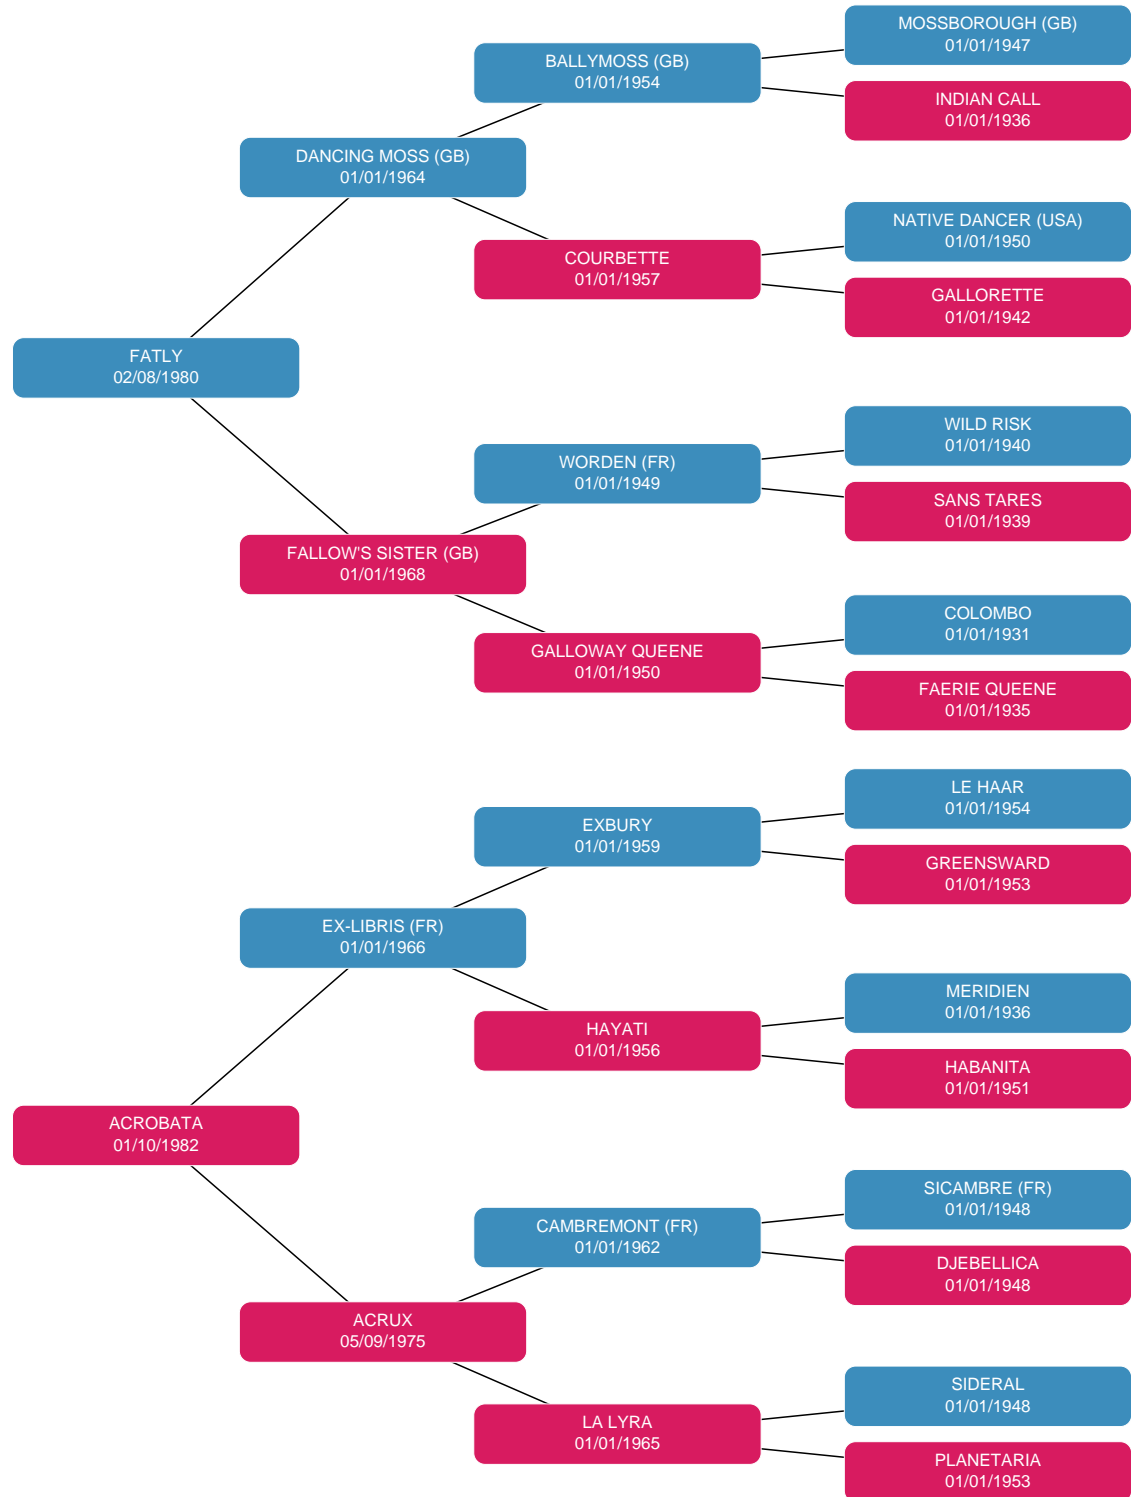 MOSSBOROUGH (GB)
01/01/1947
BALLYMOSS (GB)
01/01/1954
INDIAN CALL
01/01/1936
DANCING MOSS (GB)
01/01/1964
NATIVE DANCER (USA)
01/01/1950
COURBETTE
01/01/1957
GALLORETTE
01/01/1942
FATLY
02/08/1980
WILD RISK
01/01/1940
WORDEN (FR)
01/01/1949
SANS TARES
01/01/1939
FALLOW'S SISTER (GB)
01/01/1968
COLOMBO
01/01/1931
GALLOWAY QUEENE
01/01/1950
FAERIE QUEENE
01/01/1935
LE HAAR
01/01/1954
EXBURY
01/01/1959
GREENSWARD
01/01/1953
EX-LIBRIS (FR)
01/01/1966
MERIDIEN
01/01/1936
HAYATI
01/01/1956
HABANITA
01/01/1951
ACROBATA
01/10/1982
SICAMBRE (FR)
01/01/1948
CAMBREMONT (FR)
01/01/1962
DJEBELLICA
01/01/1948
ACRUX
05/09/1975
SIDERAL
01/01/1948
LA LYRA
01/01/1965
PLANETARIA
01/01/1953